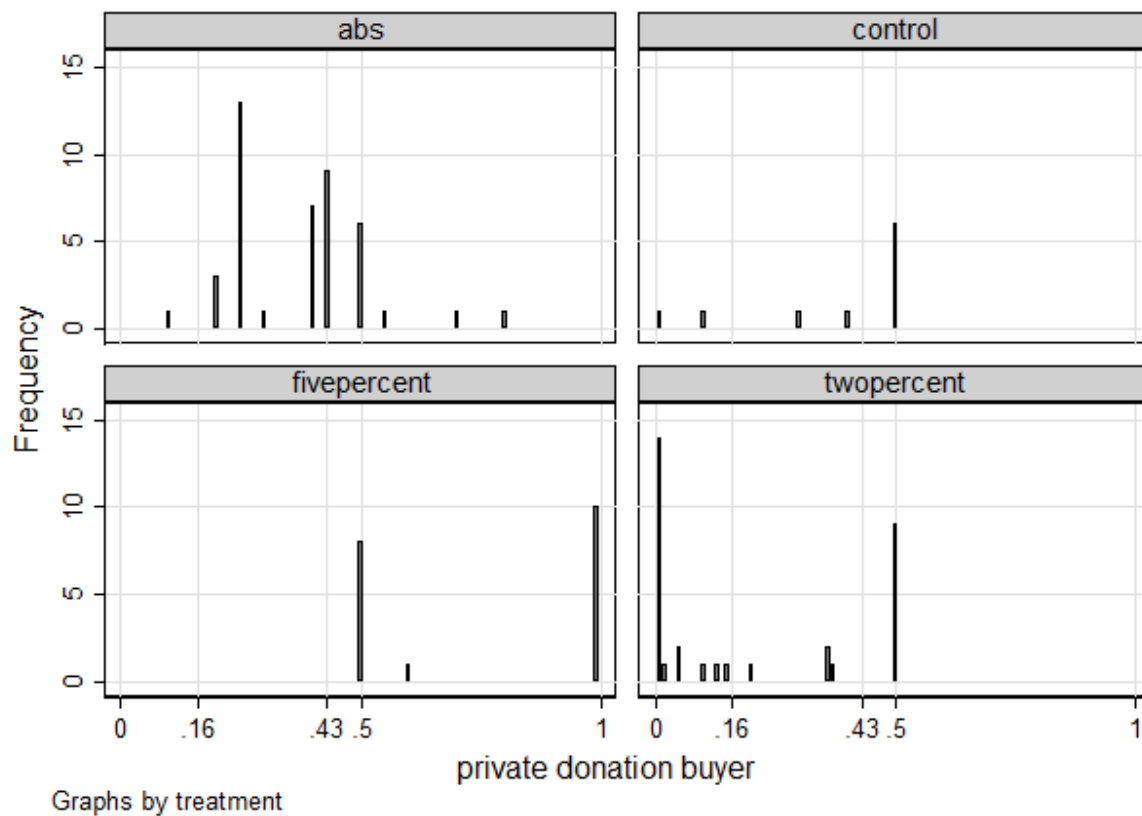 abs
control
15
10
5
0
fivepercent
twopercent
15
10
5
0
Frequency
0 .16 .43 .5 1
0 .16 .43 .5 1
private donation buyer
Graphs by treatment